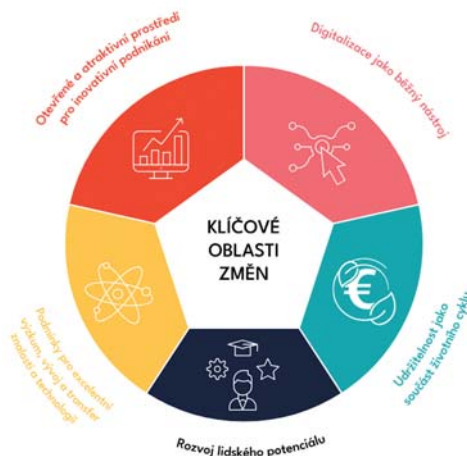 Otevřené a atraktivní prostředí
pro inovativní podnikání
Digitalizace jako běžný nástroj
KLÍČOVÉ
OBLASTI
ZMĚN
€
Podmínky pro excelentní
výzkum, vývoj a transfer
znalostí a technologií
Udržitelnost jako
součást životního cyklu
Rozvoj lidského potenciálu